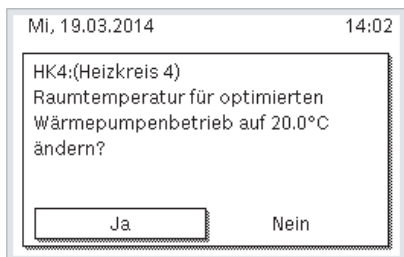 Mi, 19.03.2014 14:02
HK4:(Heizkreis 4)
Raumtemperatur für optimierten
Wärmepumpenbetrieb auf 20.0°C
ändern?
Ja Nein